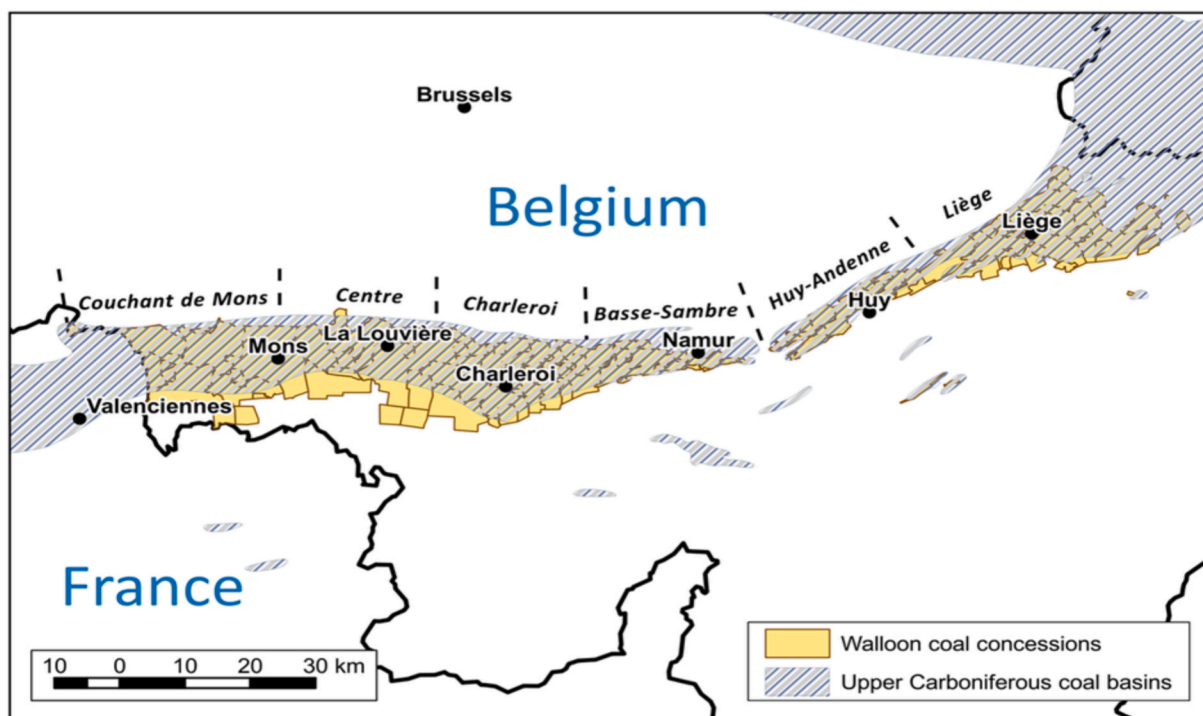 Brussels
Belgium
Liège
Liège
Huy-Andenne
Huy
Couchant de Mons
Centre
Charleroi
Basse-Sambre
La Louvière
Namur
Mons
Charleroi
Valenciennes
France
10 0 10 20 30 km
Walloon coal concessions
Upper Carboniferous coal basins